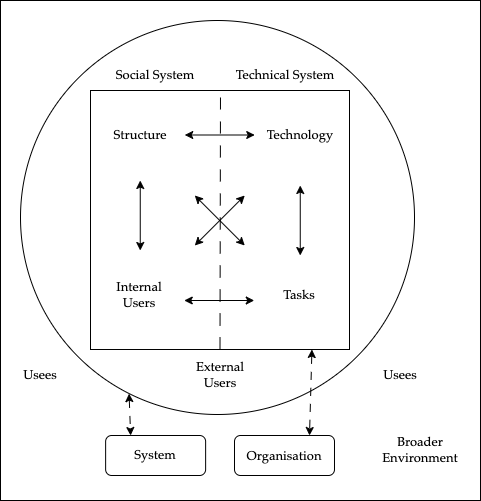 Social System
Technical System
Structure
Technology
Internal
Users
Tasks
External
Users
Usees
Usees
System
Organisation
Broader
Environment